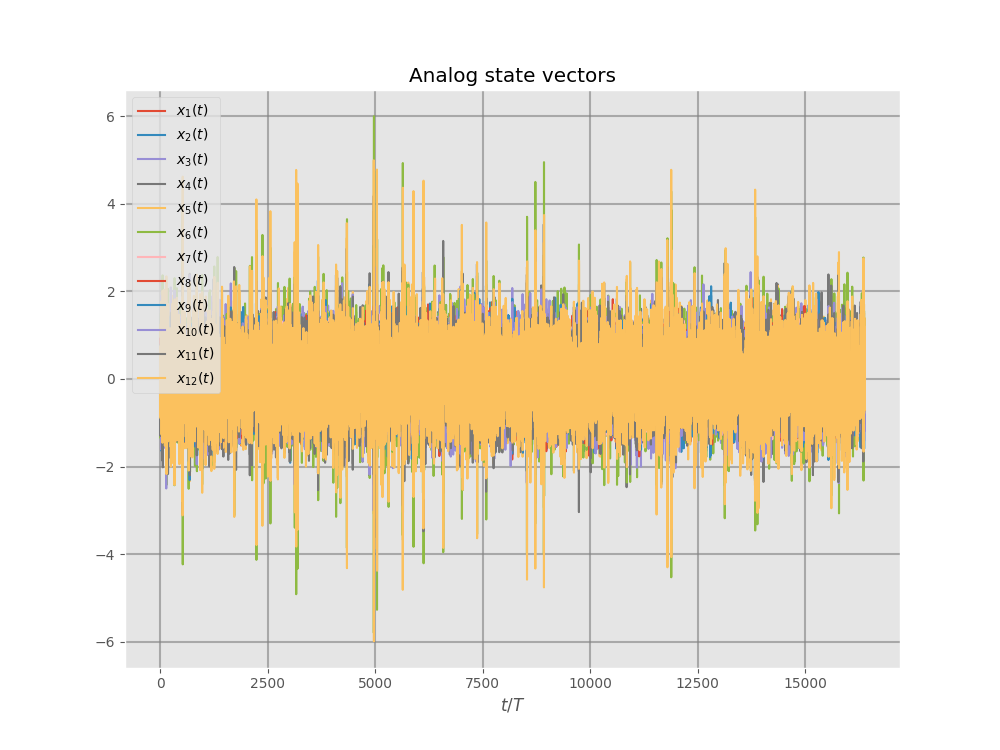 Analog state vectors
x₁(t)
x₂(t)
x₃(t)
x₄(t)
x₅(t)
x₆(t)
x₇(t)
x₈(t)
x₉(t)
x₁₀(t)
x₁₁(t)
x₁₂(t)
6
4
2
0
−2
−4
−6
0 2500 5000 7500 10000 12500 15000
t/T